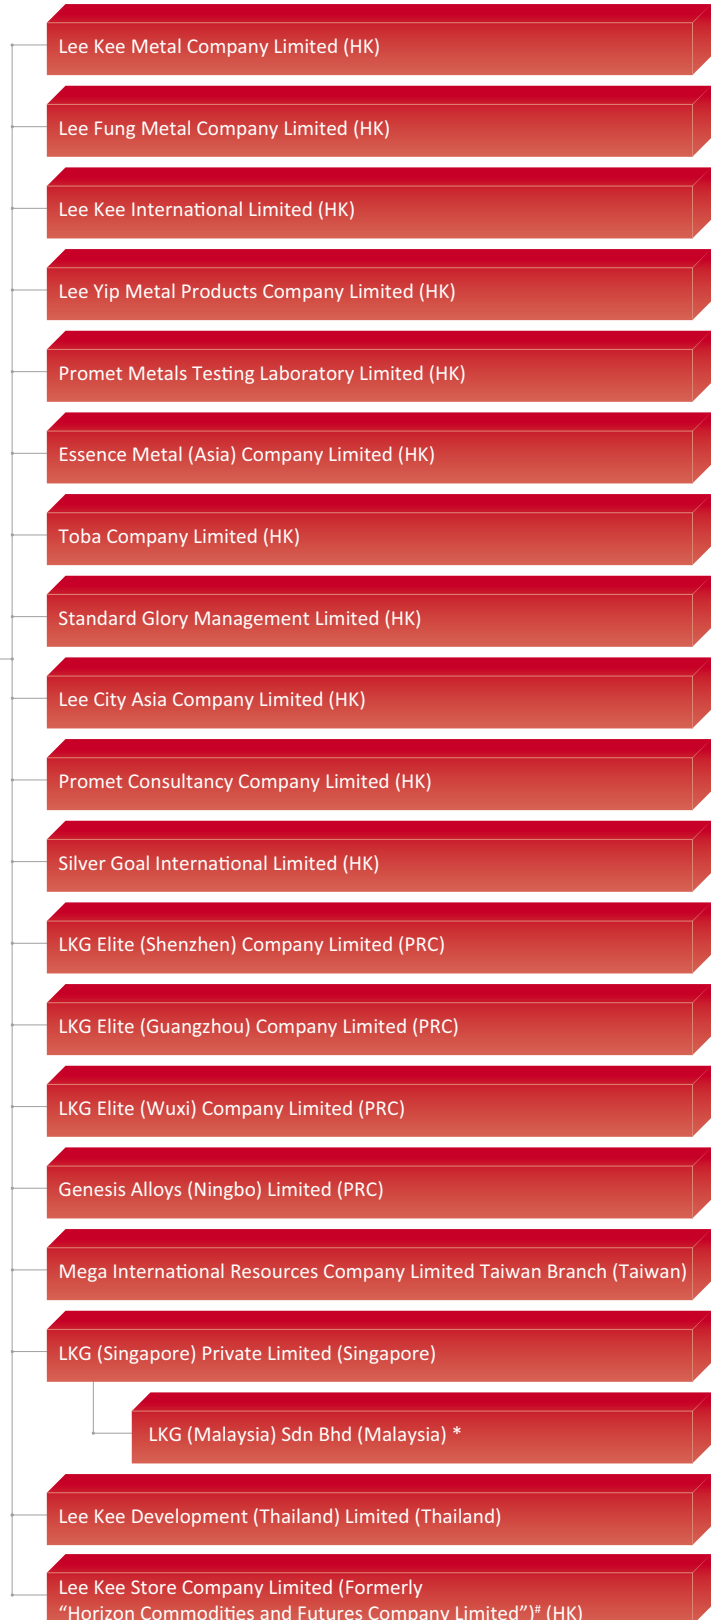 Lee Kee Metal Company Limited (HK)
Lee Fung Metal Company Limited (HK)
Lee Kee International Limited (HK)
Lee Yip Metal Products Company Limited (HK)
Promet Metals Testing Laboratory Limited (HK)
Essence Metal (Asia) Company Limited (HK)
Toba Company Limited (HK)
Standard Glory Management Limited (HK)
Lee City Asia Company Limited (HK)
Promet Consultancy Company Limited (HK)
Silver Goal International Limited (HK)
LKG Elite (Shenzhen) Company Limited (PRC)
LKG Elite (Guangzhou) Company Limited (PRC)
LKG Elite (Wuxi) Company Limited (PRC)
Genesis Alloys (Ningbo) Limited (PRC)
Mega International Resources Company Limited Taiwan Branch (Taiwan)
LKG (Singapore) Private Limited (Singapore)
LKG (Malaysia) Sdn Bhd (Malaysia) *
Lee Kee Development (Thailand) Limited (Thailand)
Lee Kee Store Company Limited (Formerly
“Horizon Commodities and Futures Company Limited”)# (HK)